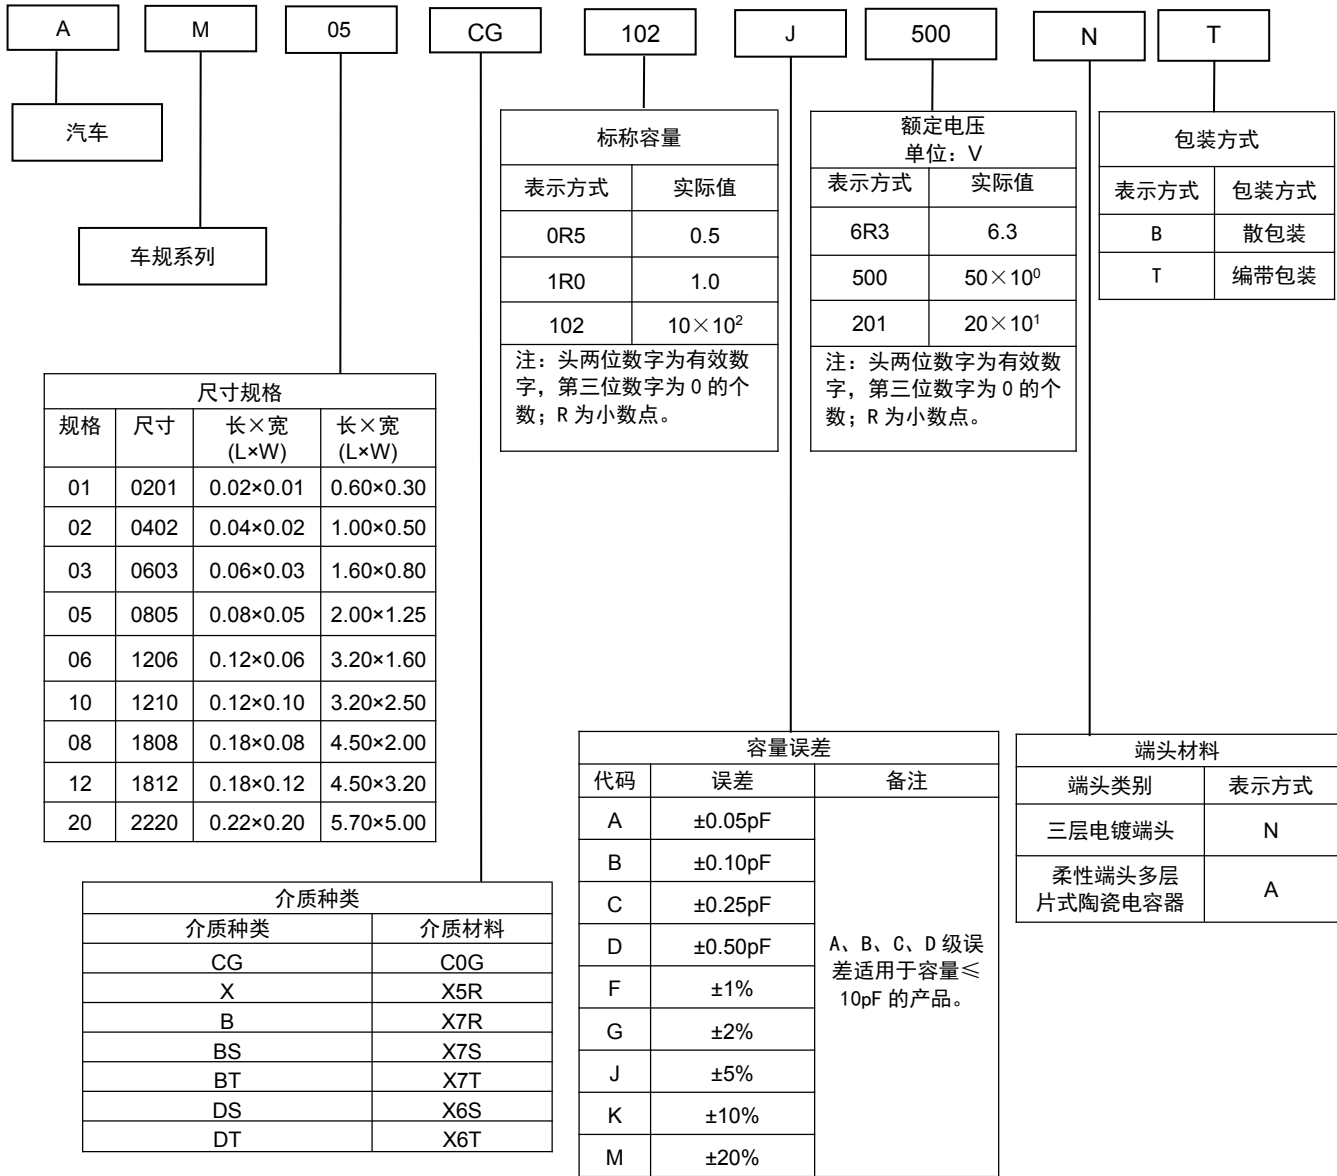 A M 05 CG 102 J 500 N T
汽车
车规系列
标称容量
表示方式 实际值
0R5 0.5
1R0 1.0
102 10×10²
注：头两位数字为有效数
字，第三位数字为 0 的个
数；R 为小数点。
额定电压
单位：V
表示方式 实际值
6R3 6.3
500 50×10⁰
201 20×10¹
注：头两位数字为有效数
字，第三位数字为 0 的个
数；R 为小数点。
包装方式
表示方式 包装方式
B 散包装
T 编带包装
尺寸规格
规格 尺寸 长×宽 长×宽
(L×W) (L×W)
01 0201 0.02×0.01 0.60×0.30
02 0402 0.04×0.02 1.00×0.50
03 0603 0.06×0.03 1.60×0.80
05 0805 0.08×0.05 2.00×1.25
06 1206 0.12×0.06 3.20×1.60
10 1210 0.12×0.10 3.20×2.50
08 1808 0.18×0.08 4.50×2.00
12 1812 0.18×0.12 4.50×3.20
20 2220 0.22×0.20 5.70×5.00
介质种类
介质种类 介质材料
CG C0G
X X5R
B X7R
BS X7S
BT X7T
DS X6S
DT X6T
容量误差
代码 误差 备注
A ±0.05pF
B ±0.10pF
C ±0.25pF
D ±0.50pF
F ±1%
G ±2%
J ±5%
K ±10%
M ±20%
A、B、C、D 级误
差适用于容量≤
10pF 的产品。
端头材料
端头类别 表示方式
三层电镀端头 N
柔性端头多层
片式陶瓷电容器 A